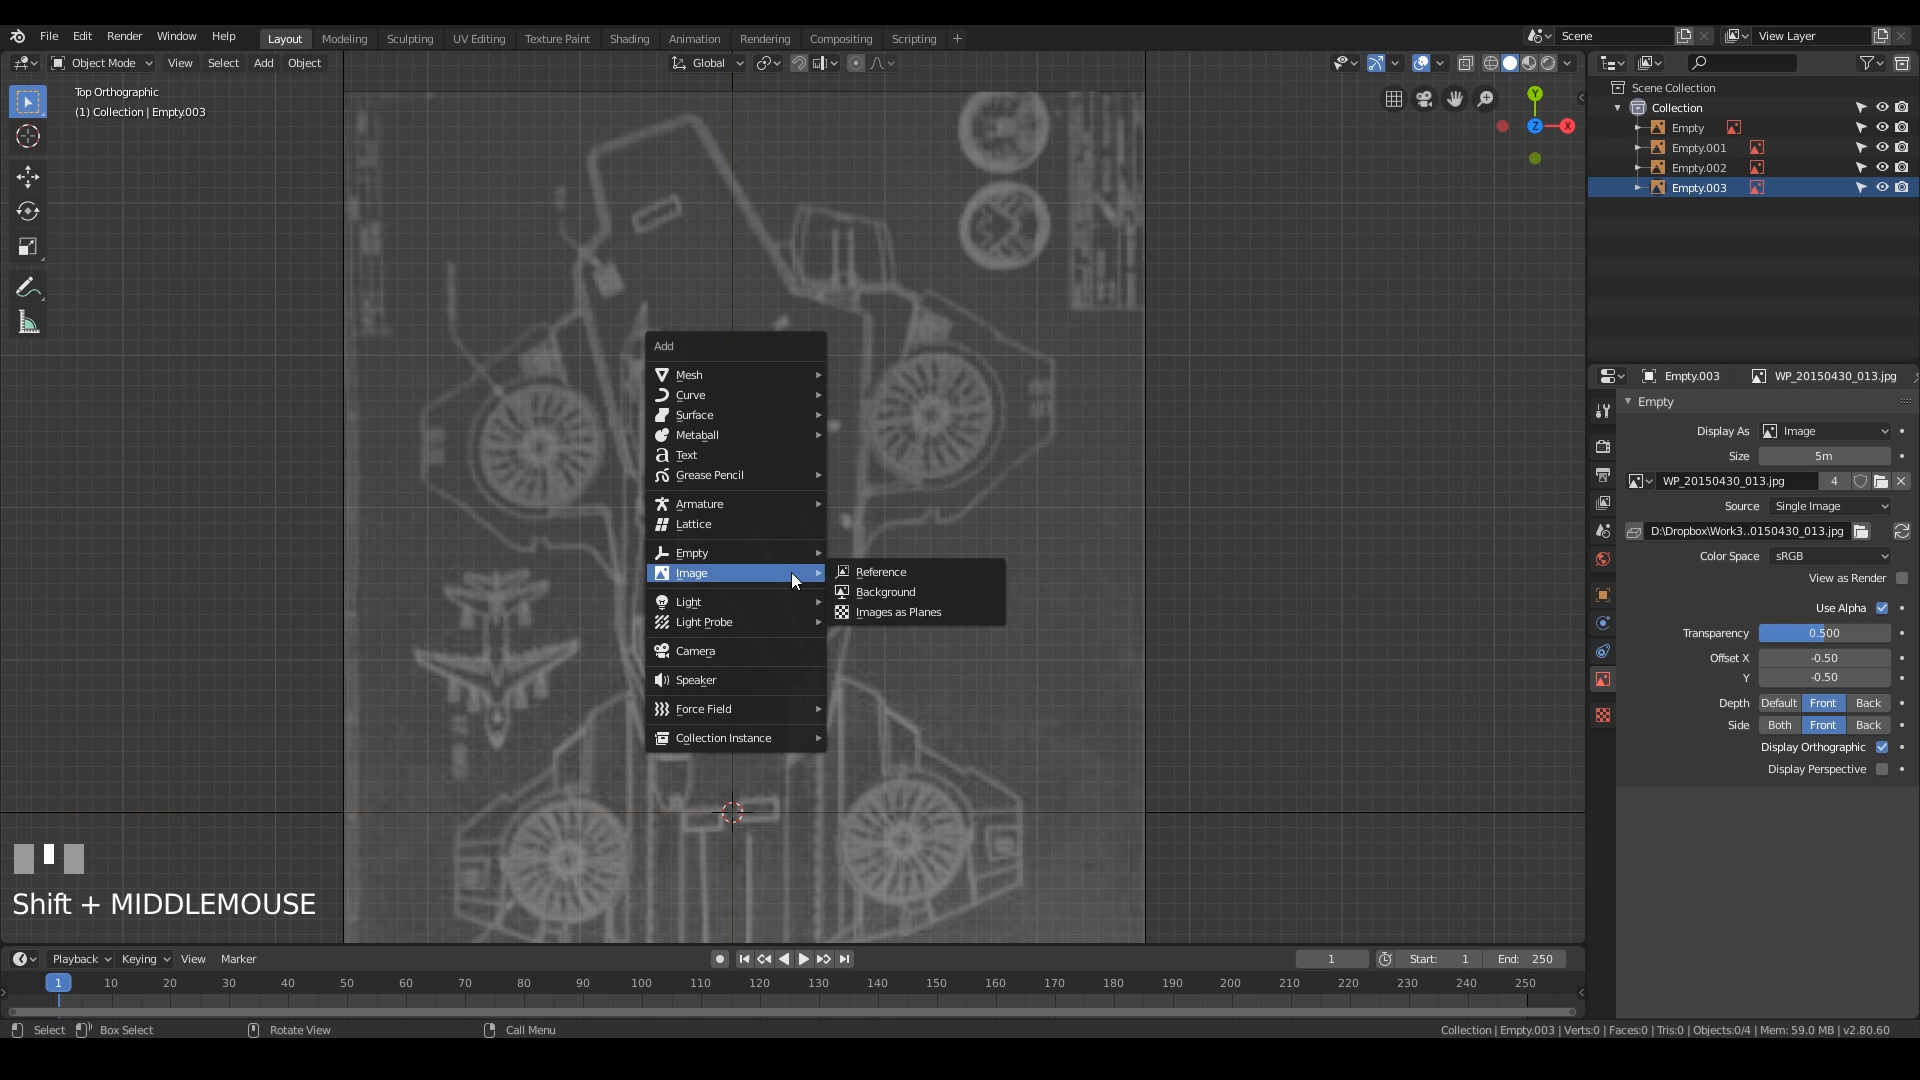 File Edit Render Window Help Layout Modeling Sculpting UV Editing Texture Paint Shading Animation Rendering Compositing Scripting + Scene View Layer
Object Mode View Select Add Object Global
Top Orthographic
(1) Collection | Empty.003
Y
Z X
Scene Collection
Collection
Empty
Empty.001
Empty.002
Empty.003
Add
Mesh
Curve
Surface
Metaball
Text
Grease Pencil
Armature
Lattice
Empty
Image
Light
Light Probe
Camera
Speaker
Force Field
Collection Instance
Reference
Background
Images as Planes
Empty.003 WP_20150430_013.jpg
Empty
Display As Image
Size 5m
WP_20150430_013.jpg 4
Source Single Image
D:\Dropbox\Work3..0150430_013.jpg
Color Space sRGB
View as Render
Use Alpha
Transparency 0.500
Offset X -0.50
Y -0.50
Depth Default Front Back
Side Both Front Back
Display Orthographic
Display Perspective
Shift + MIDDLEMOUSE
Playback Keying View Marker 1 Start: 1 End: 250
1 10 20 30 40 50 60 70 80 90 100 110 120 130 140 150 160 170 180 190 200 210 220 230 240 250
Select Box Select Rotate View Call Menu Collection | Empty.003 | Verts:0 | Faces:0 | Tris:0 | Objects:0/4 | Mem: 59.0 MB | v2.80.60